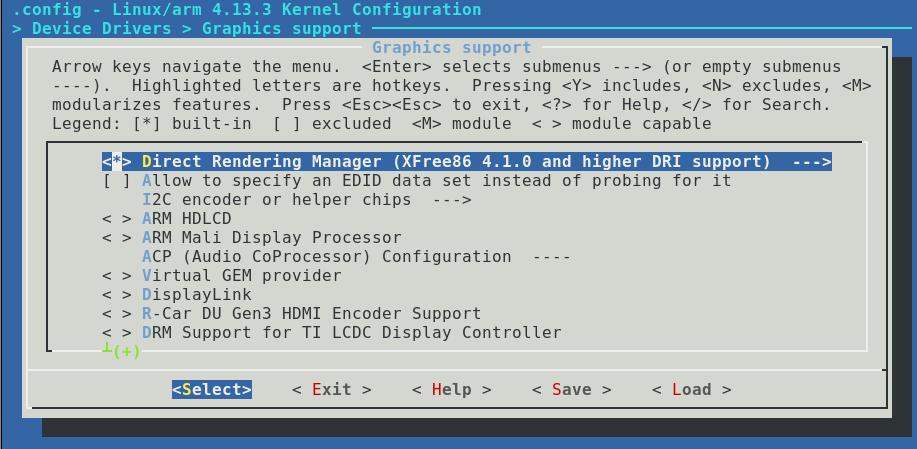 .config - Linux/arm 4.13.3 Kernel Configuration
> Device Drivers > Graphics support
Graphics support
Arrow keys navigate the menu.  <Enter> selects submenus ---> (or empty submenus
----).  Highlighted letters are hotkeys.  Pressing <Y> includes, <N> excludes, <M>
modularizes features.  Press <Esc><Esc> to exit, <?> for Help, </> for Search.
Legend: [*] built-in  [ ] excluded  <M> module  < > module capable
<*> Direct Rendering Manager (XFree86 4.1.0 and higher DRI support)  --->
[ ] Allow to specify an EDID data set instead of probing for it
I2C encoder or helper chips  --->
< > ARM HDLCD
< > ARM Mali Display Processor
ACP (Audio CoProcessor) Configuration  ----
< > Virtual GEM provider
< > DisplayLink
< > R-Car DU Gen3 HDMI Encoder Support
< > DRM Support for TI LCDC Display Controller
┴(+)
<Select>    < Exit >    < Help >    < Save >    < Load >